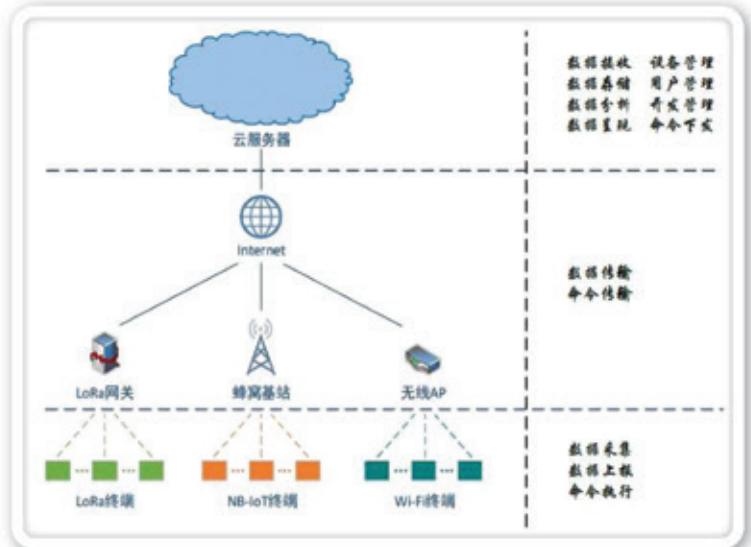 云服务器
数据接收 设备管理
数据存储 用户管理
数据分析 开发管理
数据呈现 命令下发
Internet
LoRa网关
蜂窝基站
无线AP
数据传输
命令传输
LoRa终端
NB-IoT终端
Wi-Fi终端
数据采集
数据上报
命令执行